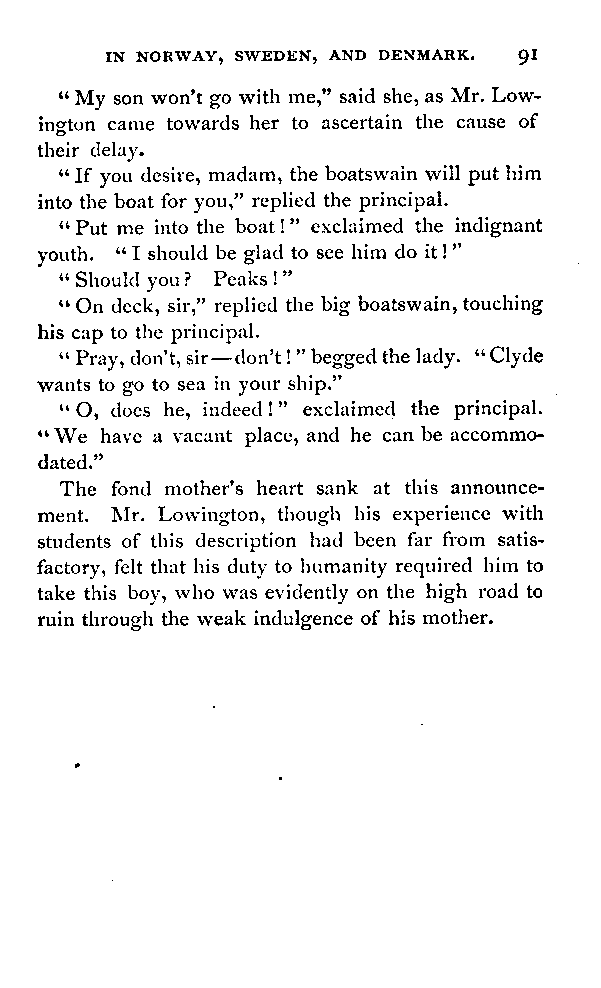 IN NORWAY, SWEDEN, AND DENMARK. 91
“My son won’t go with me,” said she, as Mr. Low-
ington came towards her to ascertain the cause of
their delay.
“If you desire, madam, the boatswain will put him
into the boat for you,” replied the principal.
“Put me into the boat!” exclaimed the indignant
youth. “I should be glad to see him do it!”
“Should you? Peaks!”
“On deck, sir,” replied the big boatswain, touching
his cap to the principal.
“Pray, don’t, sir—don’t!” begged the lady. “Clyde
wants to go to sea in your ship.”
“O, does he, indeed!” exclaimed the principal.
“We have a vacant place, and he can be accommo-
dated.”
The fond mother’s heart sank at this announce-
ment. Mr. Lowington, though his experience with
students of this description had been far from satis-
factory, felt that his duty to humanity required him to
take this boy, who was evidently on the high road to
ruin through the weak indulgence of his mother.